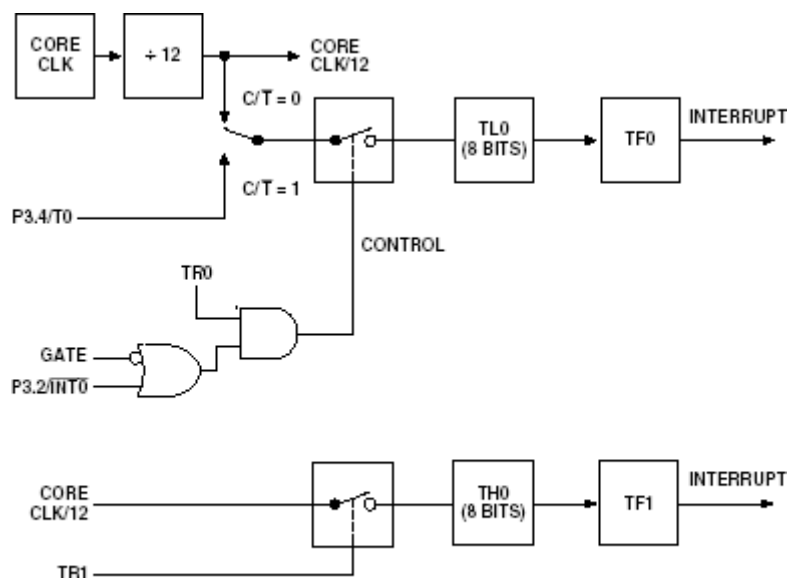 CORE
CLK
÷ 12
CORE
CLK/12
C/T̅ = 0
TL0
(8 BITS)
TF0
INTERRUPT
C/T̅ = 1
P3.4/T0
CONTROL
TR0
GATE
P3.2/I̅N̅T̅0̅
CORE
CLK/12
TH0
(8 BITS)
TF1
INTERRUPT
TR1